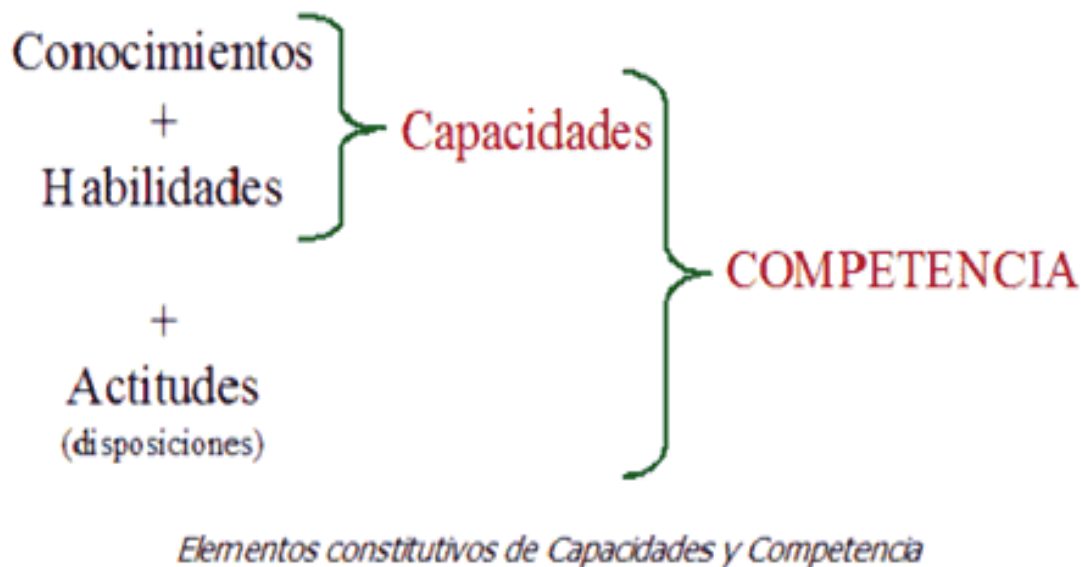 Conocimientos
+
Habilidades
Capacidades
+
Actitudes
(disposiciones)
COMPETENCIA
Elementos constitutivos de Capacidades y Competencia